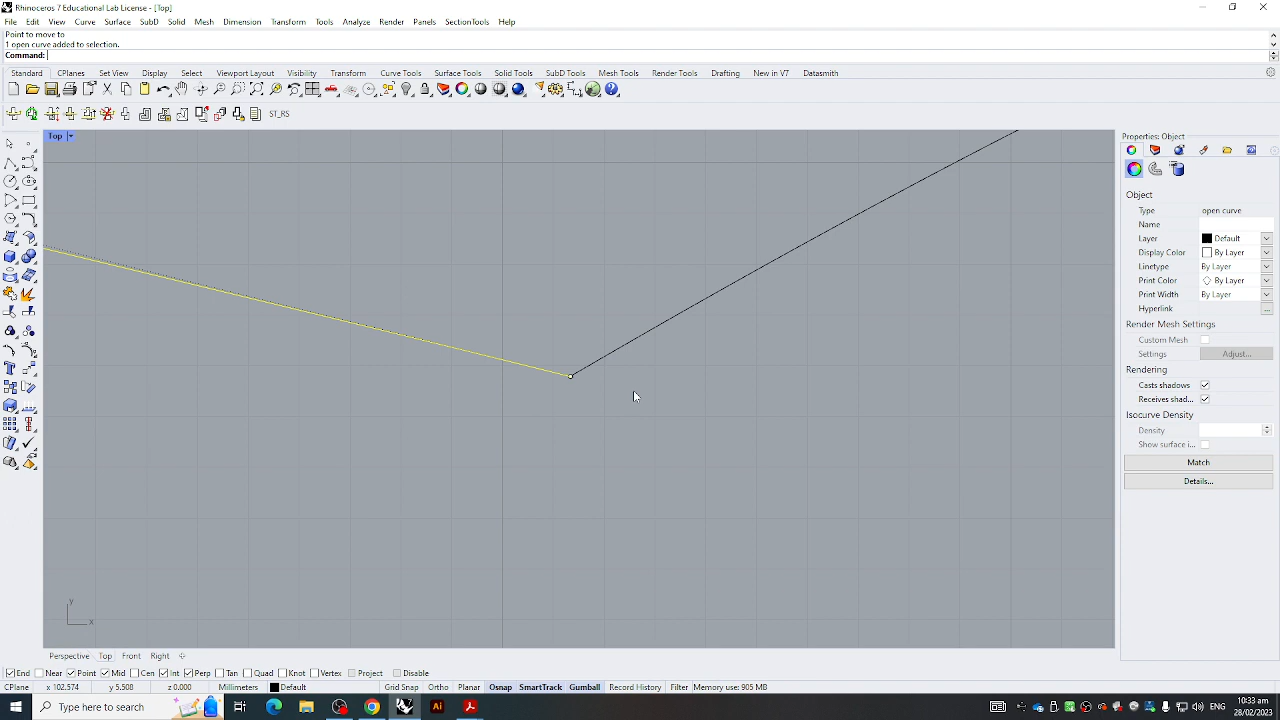 Rhinoceros 7 Educational Lab License - [Top]
File Edit View Curve Surface SubD Solid Mesh Dimension Transform Tools Analyze Render Panels SectionTools Help
Point to move to
1 open curve added to selection.
Command:
Standard CPlanes Set View Display Select Viewport Layout Visibility Transform Curve Tools Surface Tools Solid Tools SubD Tools Mesh Tools Render Tools Drafting New in V7 Datasmith
ST_RS
Top
Properties: Object
Object
Type open curve
Name
Layer Default
Display Color By Layer
Linetype By Layer
Print Color By Layer
Print Width By Layer
Hyperlink ...
Render Mesh Settings
Custom Mesh
Settings Adjust...
Rendering
Casts shadows
Receives shad...
Isocurve Density
Density
Show surface i...
Match
Details...
y
x
Perspective Top Front Right
End Near Point Mid Cen Int Perp Tan Quad Knot Vertex Project Disable
CPlane x 102.574 y 5.508 z 0.000 Millimeters Default Grid Snap Ortho Planar Osnap SmartTrack Gumball Record History Filter Memory use: 905 MB
Type here to search
Ai
ENG
10:33 am
28/02/2023